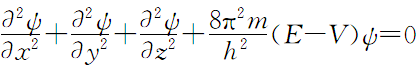 ∂²ψ/∂x² + ∂²ψ/∂y² + ∂²ψ/∂z² + 8π²m/h² (E−V)ψ=0